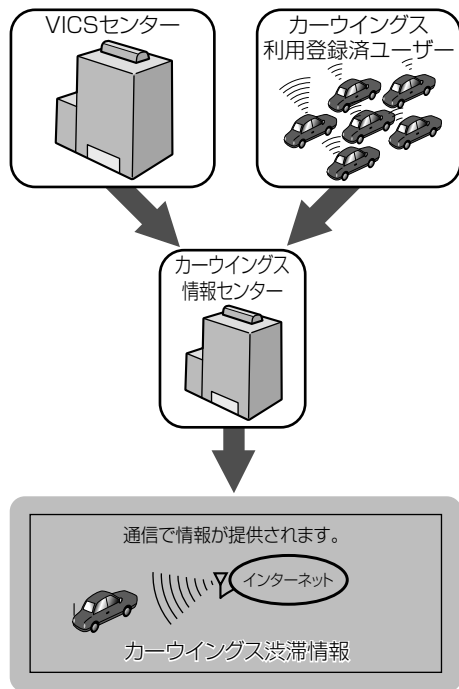 VICSセンター
カーウイングス
利用登録済ユーザー
カーウイングス
情報センター
通信で情報が提供されます。
インターネット
カーウイングス渋滞情報